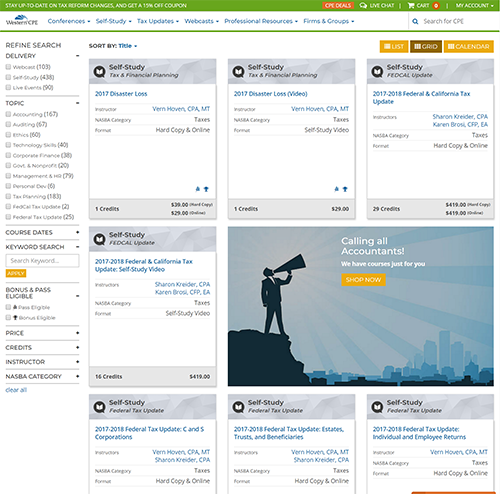 STAY UP-TO-DATE ON TAX REFORM CHANGES, AND GET A 15% OFF COUPON
CPE DEALS LIVE CHAT CART 0 MY ACCOUNT
Western CPE
Conferences Self-Study Tax Updates Webcasts Professional Resources Firms & Groups Search for CPE
REFINE SEARCH
DELIVERY
Webcast (103)
Self-Study (438)
Live Events (90)
TOPIC
Accounting (167)
Auditing (67)
Ethics (60)
Technology Skills (40)
Corporate Finance (38)
Govt. & Nonprofit (20)
Management & HR (79)
Personal Dev (6)
Tax Planning (183)
FedCal Tax Update (2)
Federal Tax Update (25)
COURSE DATES
KEYWORD SEARCH
Search Keyword...
APPLY
BONUS & PASS ELIGIBLE
Pass Eligible
Bonus Eligible
PRICE
CREDITS
INSTRUCTOR
NASBA CATEGORY
clear all
SORT BY: Title
LIST GRID CALENDAR
Self-Study
Tax & Financial Planning
2017 Disaster Loss
Instructor Vern Hoven, CPA, MT
NASBA Category Taxes
Format Hard Copy & Online
1 Credits $39.00 (Hard Copy)
$29.00 (Online)
Self-Study
Tax & Financial Planning
2017 Disaster Loss (Video)
Instructor Vern Hoven, CPA, MT
NASBA Category Taxes
Format Self-Study Video
1 Credits $29.00
Self-Study
FEDCAL Update
2017-2018 Federal & California Tax
Update
Instructor Sharon Kreider, CPA
Karen Brosi, CFP, EA
NASBA Category Taxes
Format Hard Copy & Online
29 Credits $419.00 (Hard Copy)
$419.00 (Online)
Self-Study
FEDCAL Update
2017-2018 Federal & California Tax
Update: Self-Study Video
Instructor Sharon Kreider, CPA
Karen Brosi, CFP, EA
NASBA Category Taxes
Format Self-Study Video
16 Credits $419.00
Calling all
Accountants!
We have courses just for you
SHOP NOW
Self-Study
Federal Tax Update
2017-2018 Federal Tax Update: C and S
Corporations
Instructor Vern Hoven, CPA, MT
Sharon Kreider, CPA
NASBA Category Taxes
Format Hard Copy & Online
Self-Study
Federal Tax Update
2017-2018 Federal Tax Update: Estates,
Trusts, and Beneficiaries
Instructor Vern Hoven, CPA, MT
Sharon Kreider, CPA
NASBA Category Taxes
Format Hard Copy & Online
Self-Study
Federal Tax Update
2017-2018 Federal Tax Update:
Individual and Employee Returns
Instructor Vern Hoven, CPA, MT
NASBA Category Taxes
Format Hard Copy & Online